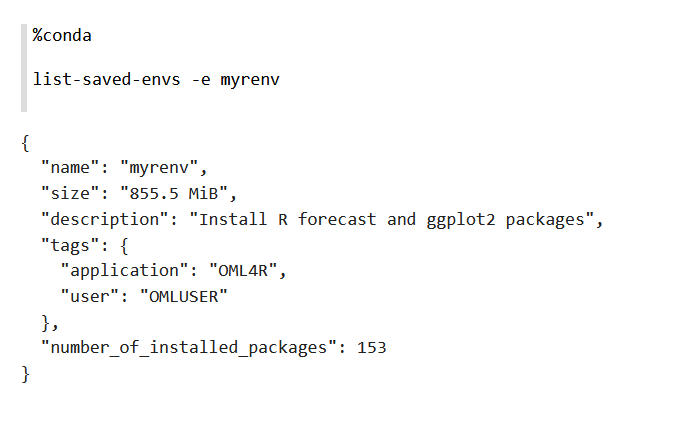 %conda
list-saved-envs -e myrenv
{
  "name": "myrenv",
  "size": "855.5 MiB",
  "description": "Install R forecast and ggplot2 packages",
  "tags": {
    "application": "OML4R",
    "user": "OMLUSER"
  },
  "number_of_installed_packages": 153
}